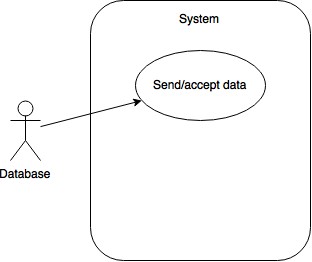 System
Send/accept data
Database